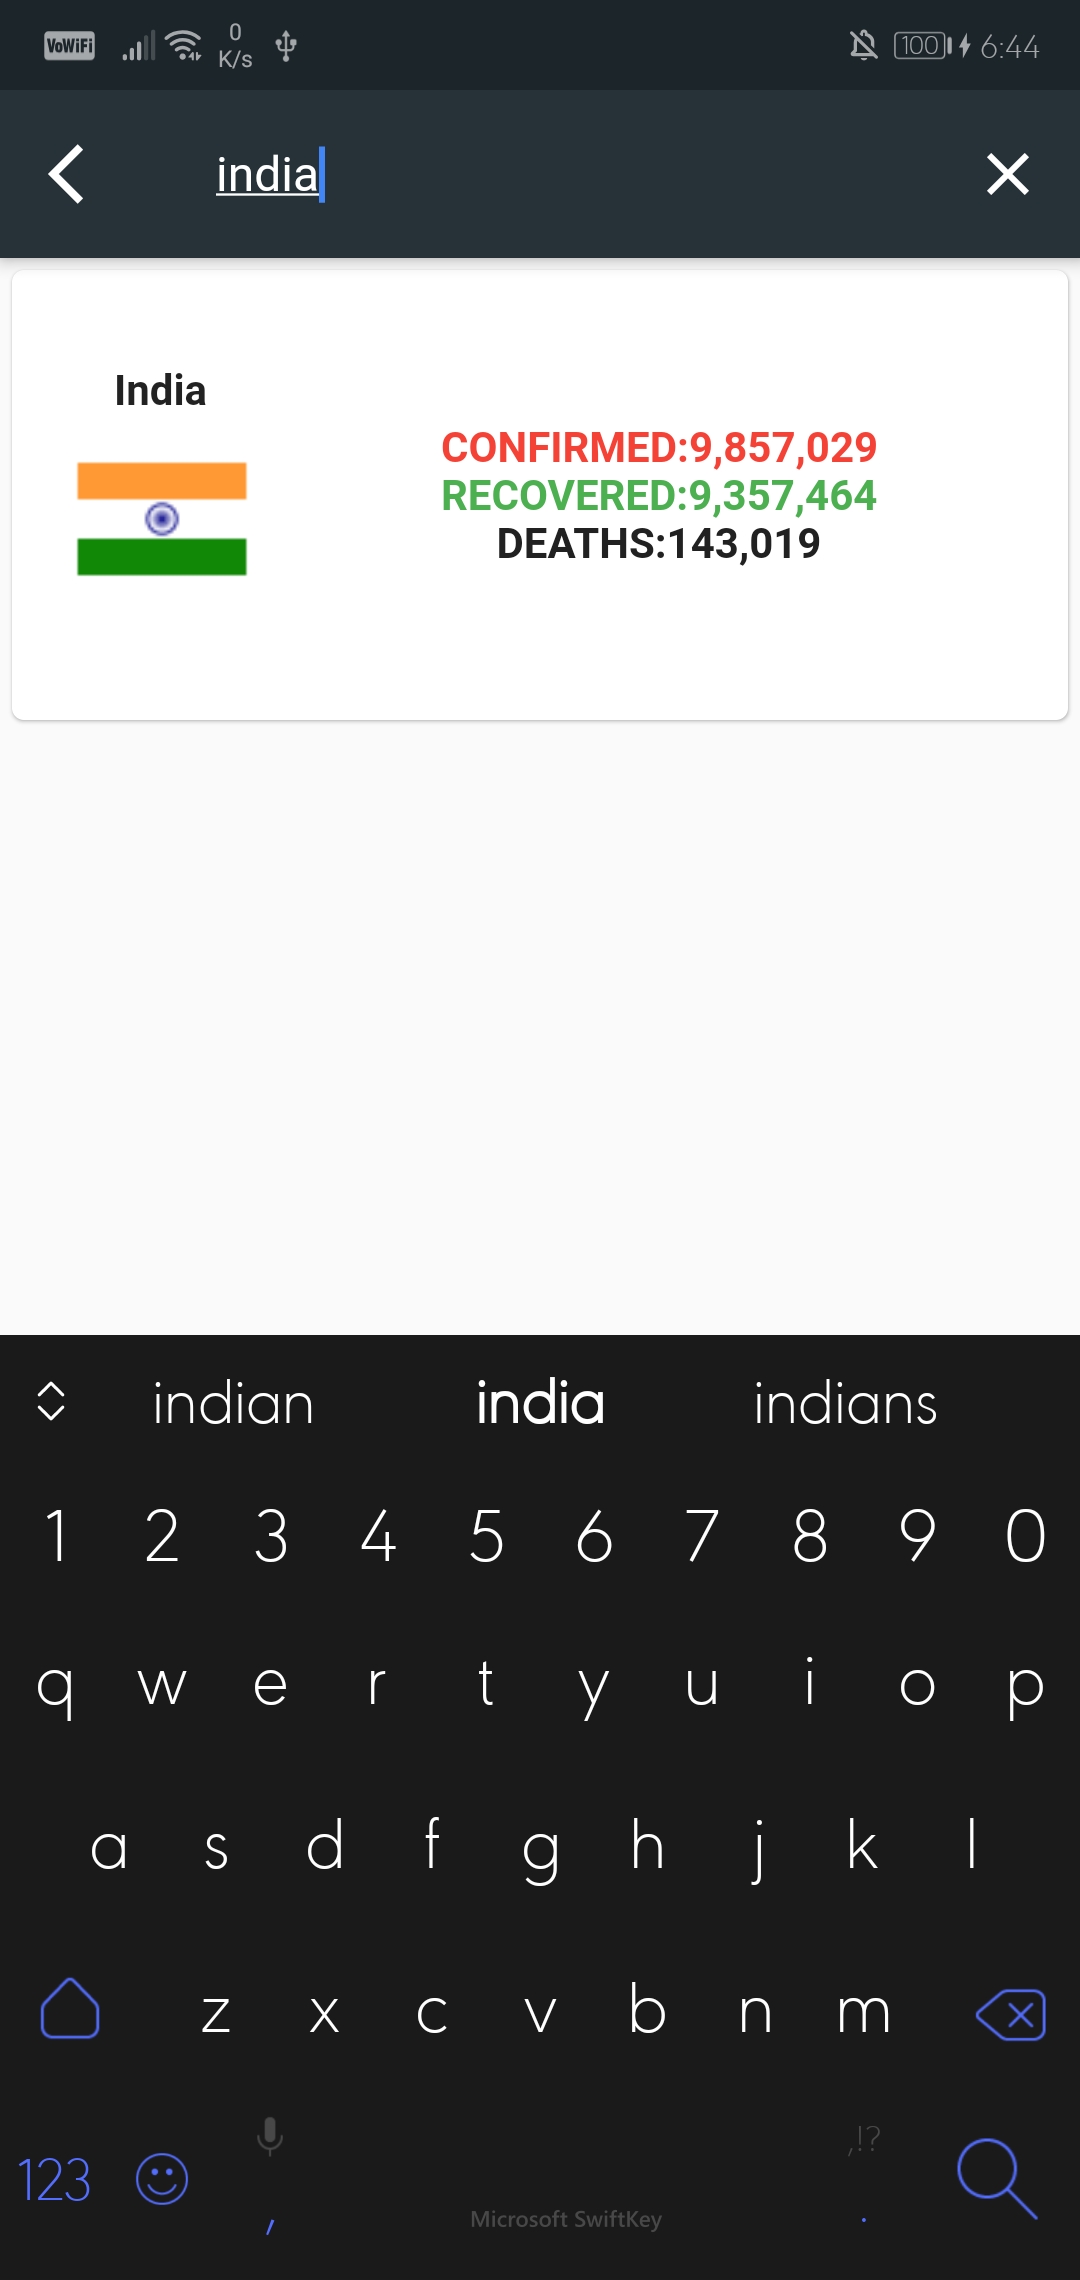 VoWiFi 0 K/s 100 6:44
india
India
CONFIRMED:9,857,029
RECOVERED:9,357,464
DEATHS:143,019
indian india indians
1 2 3 4 5 6 7 8 9 0
q w e r t y u i o p
a s d f g h j k l
z x c v b n m
,!?
123 , Microsoft SwiftKey .